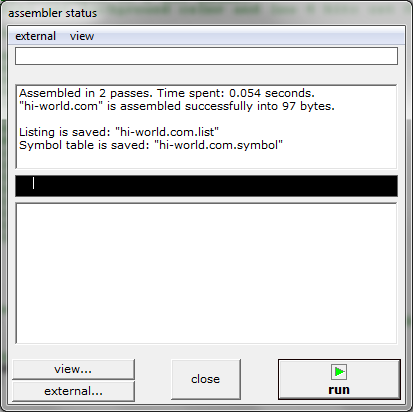 assembler status
external view
Assembled in 2 passes. Time spent: 0.054 seconds.
"hi-world.com" is assembled successfully into 97 bytes.
Listing is saved: "hi-world.com.list"
Symbol table is saved: "hi-world.com.symbol"
view...
external...
close
run